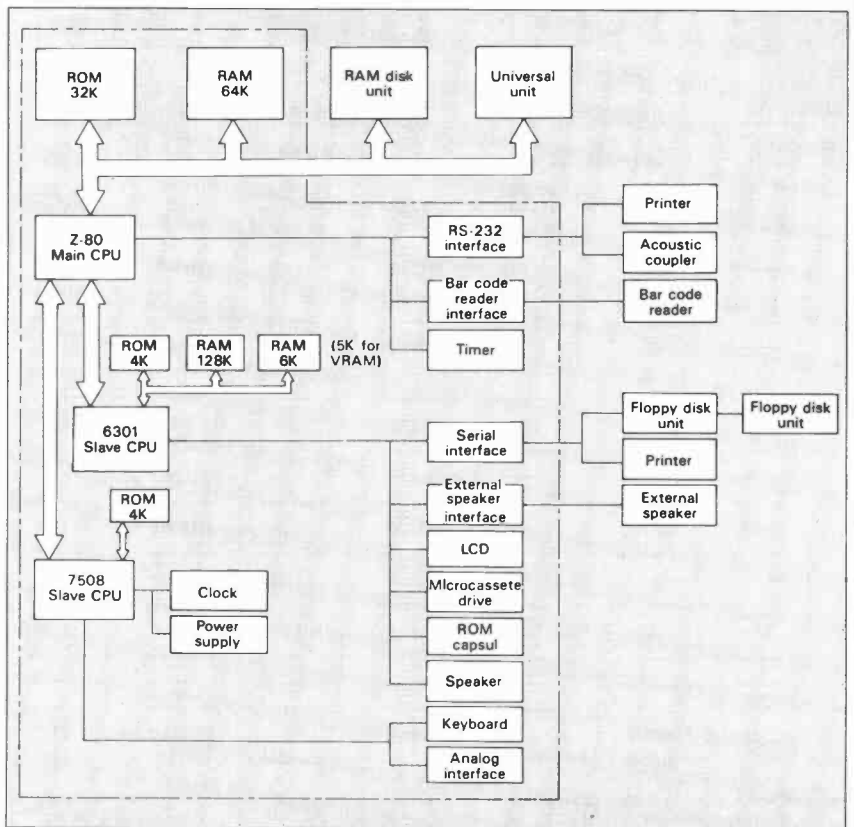 ROM
32K
RAM
64K
RAM disk
unit
Universal
unit
Z-80
Main CPU
RS-232
interface
Printer
Acoustic
coupler
Bar code
reader
interface
Bar code
reader
Timer
ROM
4K
RAM
128K
RAM
6K
(5K for
VRAM)
6301
Slave CPU
Serial
interface
Floppy disk
unit
Floppy disk
unit
Printer
External
speaker
interface
External
speaker
ROM
4K
LCD
7508
Slave CPU
Clock
Power
supply
MIcrocassete
drive
ROM
capsul
Speaker
Keyboard
Analog
interface